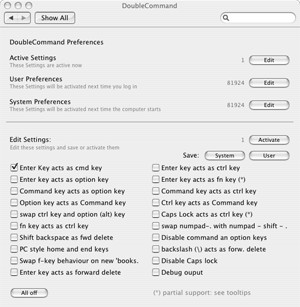 DoubleCommand
Show All
DoubleCommand Preferences
Active Settings
These Settings are active now
1
Edit
User Preferences
These Settings will be activated next time you log in
81924
Edit
System Preferences
These Settings will be activated next time the computer starts
81924
Edit
Edit Settings:
Edit these settings and save or activate them
1
Activate
Save:
System
User
Enter Key acts as cmd key
Enter key acts as ctrl key
Enter key acts as option key
Enter key acts as fn key (*)
Command key acts as option key
Command key acts as ctrl key
Option key acts as Command key
Ctrl key acts as Command key
swap ctrl key and option (alt) key
Caps Lock acts as ctrl key (*)
fn key acts as ctrl key
swap numpad-. with numpad - shift - .
Shift backspace as fwd delete
Disable command an option keys
PC style home and end keys
backslash (\) acts as forw. delete
Swap f-key behaviour on new 'books.
Disable Caps lock
Enter key acts as forward delete
Debug ouput
All off
(*) partial support: see tooltips